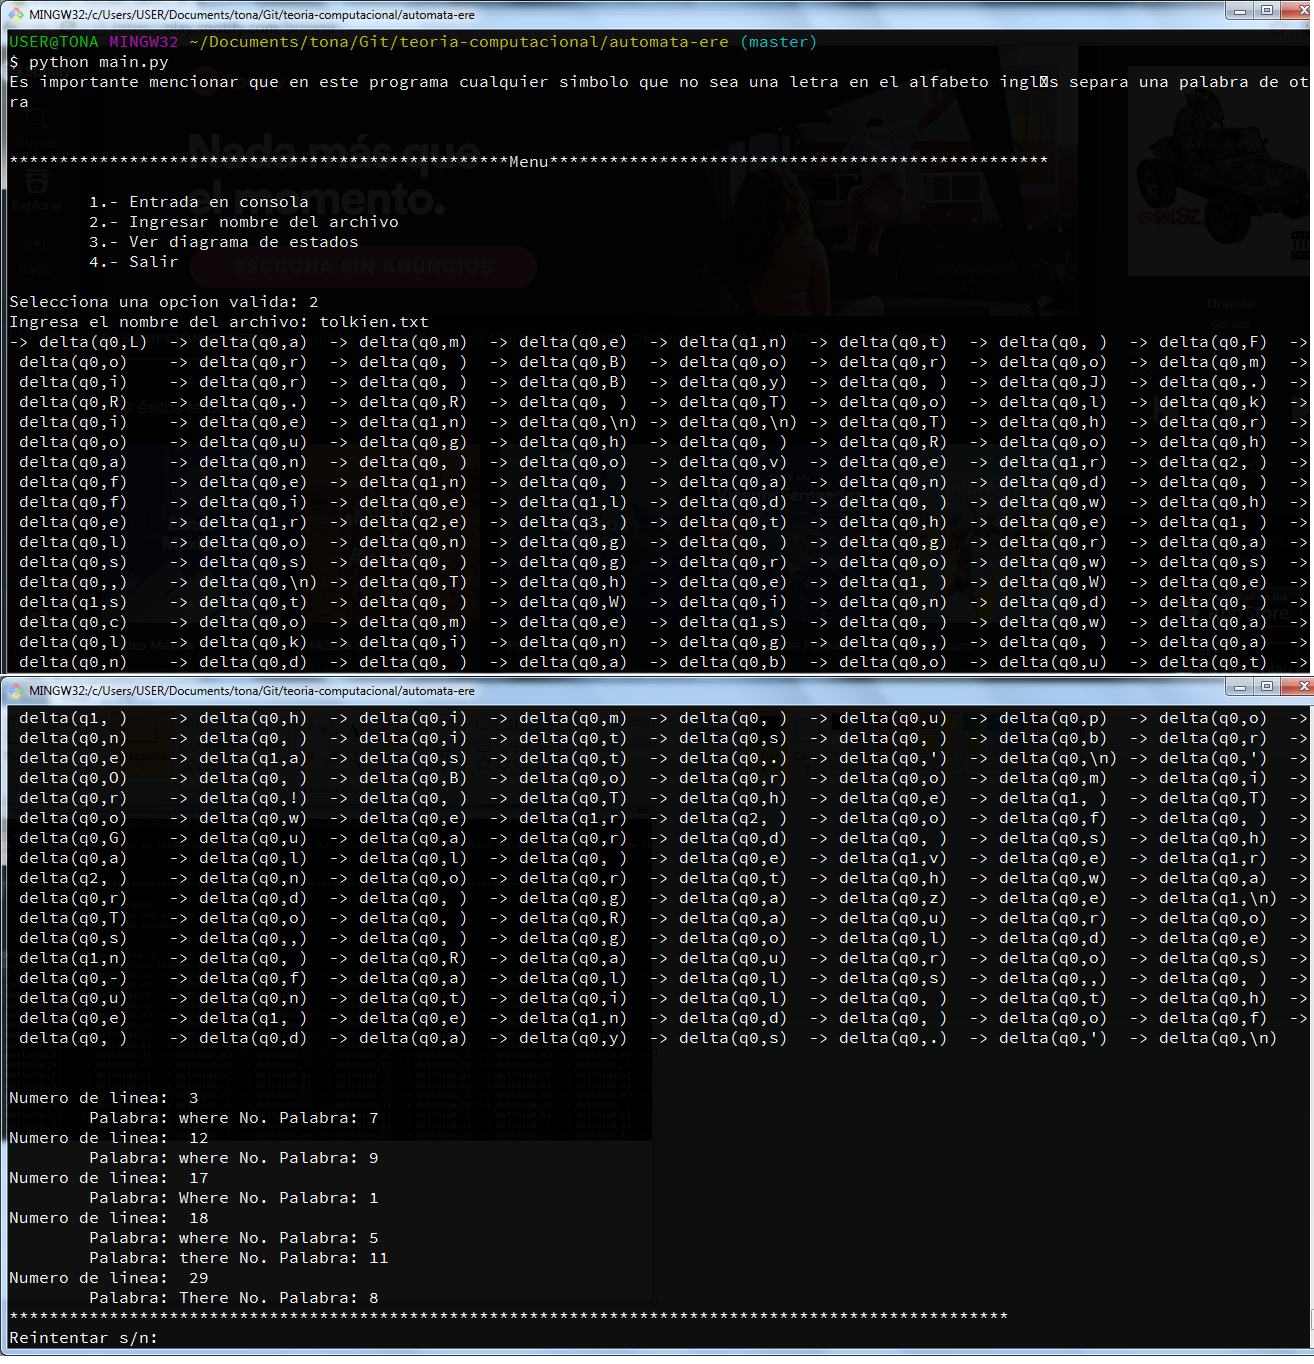 MINGW32:/c/Users/USER/Documents/tona/Git/teoria-computacional/automata-ere
USER@TONA MINGW32 ~/Documents/tona/Git/teoria-computacional/automata-ere (master)
$ python main.py
Es importante mencionar que en este programa cualquier simbolo que no sea una letra en el alfabeto ingl�s separa una palabra de ot
ra
**************************************************Menu**************************************************
1.- Entrada en consola
2.- Ingresar nombre del archivo
3.- Ver diagrama de estados
4.- Salir
Selecciona una opcion valida: 2
Ingresa el nombre del archivo: tolkien.txt
-> delta(q0,L) -> delta(q0,a) -> delta(q0,m) -> delta(q0,e) -> delta(q1,n) -> delta(q0,t) -> delta(q0, ) -> delta(q0,F) ->
delta(q0,o) -> delta(q0,r) -> delta(q0, ) -> delta(q0,B) -> delta(q0,o) -> delta(q0,r) -> delta(q0,o) -> delta(q0,m) ->
delta(q0,i) -> delta(q0,r) -> delta(q0, ) -> delta(q0,B) -> delta(q0,y) -> delta(q0, ) -> delta(q0,J) -> delta(q0,.) ->
delta(q0,R) -> delta(q0,.) -> delta(q0,R) -> delta(q0, ) -> delta(q0,T) -> delta(q0,o) -> delta(q0,l) -> delta(q0,k) ->
delta(q0,i) -> delta(q0,e) -> delta(q1,n) -> delta(q0,\n) -> delta(q0,\n) -> delta(q0,T) -> delta(q0,h) -> delta(q0,r) ->
delta(q0,o) -> delta(q0,u) -> delta(q0,g) -> delta(q0,h) -> delta(q0, ) -> delta(q0,R) -> delta(q0,o) -> delta(q0,h) ->
delta(q0,a) -> delta(q0,n) -> delta(q0, ) -> delta(q0,o) -> delta(q0,v) -> delta(q0,e) -> delta(q1,r) -> delta(q2, ) ->
delta(q0,f) -> delta(q0,e) -> delta(q1,n) -> delta(q0, ) -> delta(q0,a) -> delta(q0,n) -> delta(q0,d) -> delta(q0, ) ->
delta(q0,f) -> delta(q0,i) -> delta(q0,e) -> delta(q1,l) -> delta(q0,d) -> delta(q0, ) -> delta(q0,w) -> delta(q0,h) ->
delta(q0,e) -> delta(q1,r) -> delta(q2,e) -> delta(q3, ) -> delta(q0,t) -> delta(q0,h) -> delta(q0,e) -> delta(q1, ) ->
delta(q0,l) -> delta(q0,o) -> delta(q0,n) -> delta(q0,g) -> delta(q0, ) -> delta(q0,g) -> delta(q0,r) -> delta(q0,a) ->
delta(q0,s) -> delta(q0,s) -> delta(q0, ) -> delta(q0,g) -> delta(q0,r) -> delta(q0,o) -> delta(q0,w) -> delta(q0,s) ->
delta(q0,,) -> delta(q0,\n) -> delta(q0,T) -> delta(q0,h) -> delta(q0,e) -> delta(q1, ) -> delta(q0,W) -> delta(q0,e) ->
delta(q1,s) -> delta(q0,t) -> delta(q0, ) -> delta(q0,W) -> delta(q0,i) -> delta(q0,n) -> delta(q0,d) -> delta(q0, ) ->
delta(q0,c) -> delta(q0,o) -> delta(q0,m) -> delta(q0,e) -> delta(q1,s) -> delta(q0, ) -> delta(q0,w) -> delta(q0,a) ->
delta(q0,l) -> delta(q0,k) -> delta(q0,i) -> delta(q0,n) -> delta(q0,g) -> delta(q0,,) -> delta(q0, ) -> delta(q0,a) ->
delta(q0,n) -> delta(q0,d) -> delta(q0, ) -> delta(q0,a) -> delta(q0,b) -> delta(q0,o) -> delta(q0,u) -> delta(q0,t) ->
MINGW32:/c/Users/USER/Documents/tona/Git/teoria-computacional/automata-ere
delta(q1, ) -> delta(q0,h) -> delta(q0,i) -> delta(q0,m) -> delta(q0, ) -> delta(q0,u) -> delta(q0,p) -> delta(q0,o) ->
delta(q0,n) -> delta(q0, ) -> delta(q0,i) -> delta(q0,t) -> delta(q0,s) -> delta(q0, ) -> delta(q0,b) -> delta(q0,r) ->
delta(q0,e) -> delta(q1,a) -> delta(q0,s) -> delta(q0,t) -> delta(q0,.) -> delta(q0,') -> delta(q0,\n) -> delta(q0,') ->
delta(q0,O) -> delta(q0, ) -> delta(q0,B) -> delta(q0,o) -> delta(q0,r) -> delta(q0,o) -> delta(q0,m) -> delta(q0,i) ->
delta(q0,r) -> delta(q0,!) -> delta(q0, ) -> delta(q0,T) -> delta(q0,h) -> delta(q0,e) -> delta(q1, ) -> delta(q0,T) ->
delta(q0,o) -> delta(q0,w) -> delta(q0,e) -> delta(q1,r) -> delta(q2, ) -> delta(q0,o) -> delta(q0,f) -> delta(q0, ) ->
delta(q0,G) -> delta(q0,u) -> delta(q0,a) -> delta(q0,r) -> delta(q0,d) -> delta(q0, ) -> delta(q0,s) -> delta(q0,h) ->
delta(q0,a) -> delta(q0,l) -> delta(q0,l) -> delta(q0, ) -> delta(q0,e) -> delta(q1,v) -> delta(q0,e) -> delta(q1,r) ->
delta(q2, ) -> delta(q0,n) -> delta(q0,o) -> delta(q0,r) -> delta(q0,t) -> delta(q0,h) -> delta(q0,w) -> delta(q0,a) ->
delta(q0,r) -> delta(q0,d) -> delta(q0, ) -> delta(q0,g) -> delta(q0,a) -> delta(q0,z) -> delta(q0,e) -> delta(q1,\n) ->
delta(q0,T) -> delta(q0,o) -> delta(q0, ) -> delta(q0,R) -> delta(q0,a) -> delta(q0,u) -> delta(q0,r) -> delta(q0,o) ->
delta(q0,s) -> delta(q0,,) -> delta(q0, ) -> delta(q0,g) -> delta(q0,o) -> delta(q0,l) -> delta(q0,d) -> delta(q0,e) ->
delta(q1,n) -> delta(q0, ) -> delta(q0,R) -> delta(q0,a) -> delta(q0,u) -> delta(q0,r) -> delta(q0,o) -> delta(q0,s) ->
delta(q0,-) -> delta(q0,f) -> delta(q0,a) -> delta(q0,l) -> delta(q0,l) -> delta(q0,s) -> delta(q0,,) -> delta(q0, ) ->
delta(q0,u) -> delta(q0,n) -> delta(q0,t) -> delta(q0,i) -> delta(q0,l) -> delta(q0, ) -> delta(q0,t) -> delta(q0,h) ->
delta(q0,e) -> delta(q1, ) -> delta(q0,e) -> delta(q1,n) -> delta(q0,d) -> delta(q0, ) -> delta(q0,o) -> delta(q0,f) ->
delta(q0, ) -> delta(q0,d) -> delta(q0,a) -> delta(q0,y) -> delta(q0,s) -> delta(q0,.) -> delta(q0,') -> delta(q0,\n)
Numero de linea: 3
Palabra: where No. Palabra: 7
Numero de linea: 12
Palabra: where No. Palabra: 9
Numero de linea: 17
Palabra: Where No. Palabra: 1
Numero de linea: 18
Palabra: where No. Palabra: 5
Palabra: there No. Palabra: 11
Numero de linea: 29
Palabra: There No. Palabra: 8
****************************************************************************************************
Reintentar s/n: